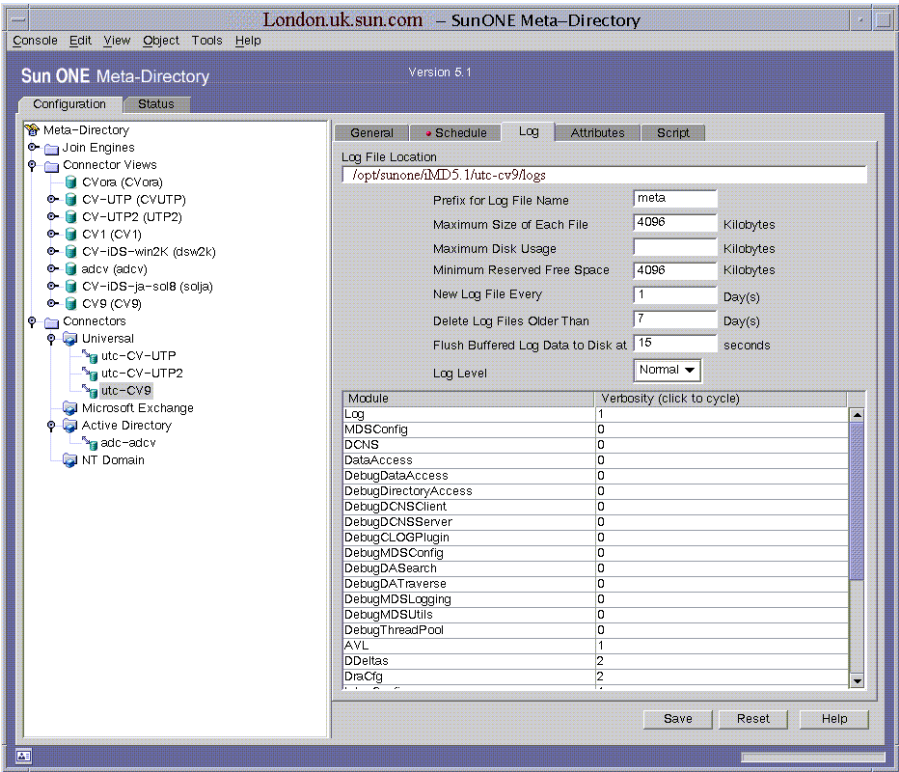 London.uk.sun.com – SunONE Meta–Directory
Console Edit View Object Tools Help
Sun ONE Meta-Directory
Version 5.1
Configuration Status
Meta–Directory
Join Engines
Connector Views
CVora (CVora)
CV–UTP (CVUTP)
CV–UTP2 (UTP2)
CV1 (CV1)
CV–iDS–win2K (dsw2k)
adcv (adcv)
CV–iDS–ja–sol8 (solja)
CV9 (CV9)
Connectors
Universal
utc–CV–UTP
utc–CV–UTP2
utc–CV9
Microsoft Exchange
Active Directory
adc–adcv
NT Domain
General Schedule Log Attributes Script
Log File Location
/opt/sunone/iMD5.1/utc-cv9/logs
Prefix for Log File Name meta
Maximum Size of Each File 4096 Kilobytes
Maximum Disk Usage Kilobytes
Minimum Reserved Free Space 4096 Kilobytes
New Log File Every 1 Day(s)
Delete Log Files Older Than 7 Day(s)
Flush Buffered Log Data to Disk at 15 seconds
Log Level Normal
Module Verbosity (click to cycle)
Log 1
MDSConfig 0
DCNS 0
DataAccess 0
DebugDataAccess 0
DebugDirectoryAccess 0
DebugDCNSClient 0
DebugDCNSServer 0
DebugCLOGPlugin 0
DebugMDSConfig 0
DebugDASearch 0
DebugDATraverse 0
DebugMDSLogging 0
DebugMDSUtils 0
DebugThreadPool 0
AVL 1
DDeltas 2
DraCfg 2
Save Reset Help